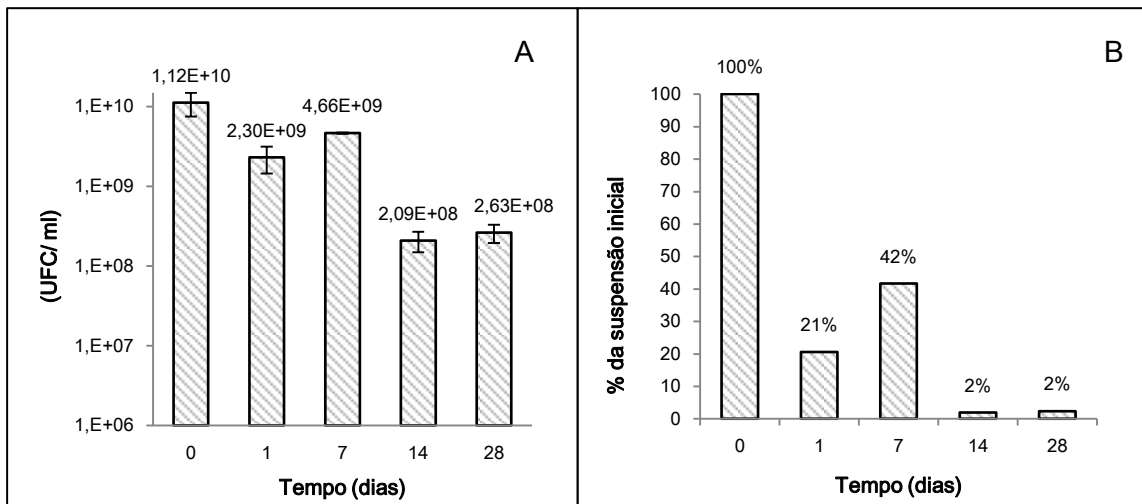 A
(UFC/ ml)
1,E+10
1,E+09
1,E+08
1,E+07
1,E+06
1,12E+10
2,30E+09
4,66E+09
2,09E+08
2,63E+08
0 1 7 14 28
Tempo (dias)
B
% da suspensão inicial
100
90
80
70
60
50
40
30
20
10
0
100%
21%
42%
2%
2%
0 1 7 14 28
Tempo (dias)